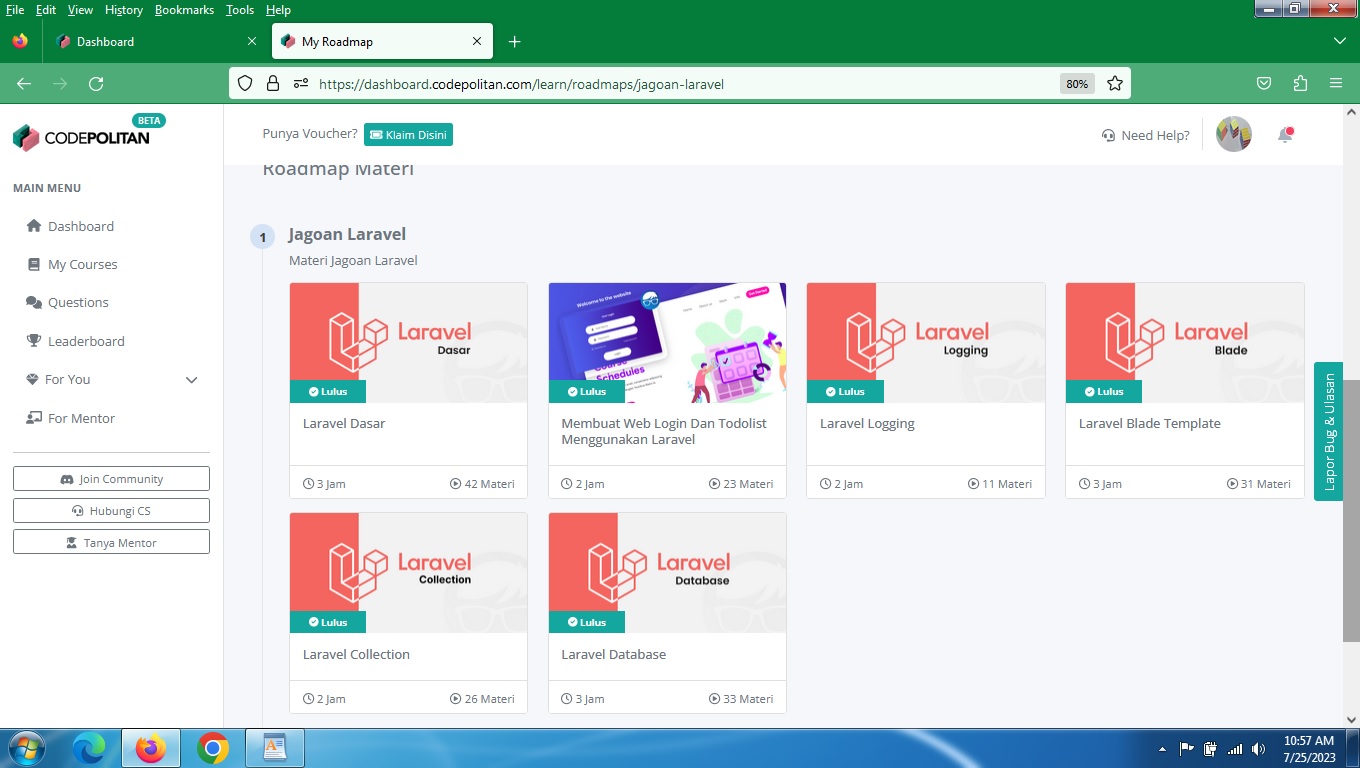 File Edit View History Bookmarks Tools Help
Dashboard
My Roadmap
https://dashboard.codepolitan.com/learn/roadmaps/jagoan-laravel
80%
CODEPOLITAN
BETA
Punya Voucher?
Klaim Disini
Need Help?
MAIN MENU
Dashboard
My Courses
Questions
Leaderboard
For You
For Mentor
Join Community
Hubungi CS
Tanya Mentor
Roadmap Materi
1
Jagoan Laravel
Materi Jagoan Laravel
Laravel
Dasar
Lulus
Laravel Dasar
3 Jam
42 Materi
Welcome to the website
Schedules
Lulus
Membuat Web Login Dan Todolist
Menggunakan Laravel
2 Jam
23 Materi
Laravel
Logging
Lulus
Laravel Logging
2 Jam
11 Materi
Laravel
Blade
Lulus
Laravel Blade Template
3 Jam
31 Materi
Laravel
Collection
Lulus
Laravel Collection
2 Jam
26 Materi
Laravel
Database
Lulus
Laravel Database
3 Jam
33 Materi
Lapor Bug & Ulasan
10:57 AM
7/25/2023